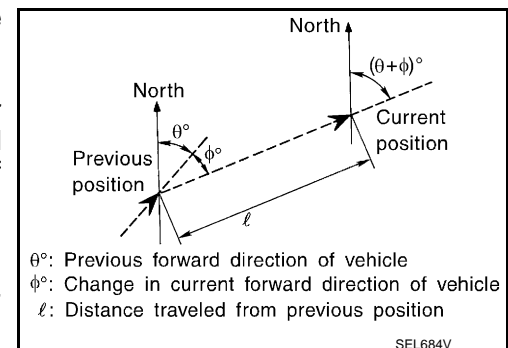 North
(θ+ϕ)°
North
θ°
ϕ°
Current
position
Previous
position
ℓ
θ°: Previous forward direction of vehicle
ϕ°: Change in current forward direction of vehicle
ℓ: Distance traveled from previous position
SEL684V